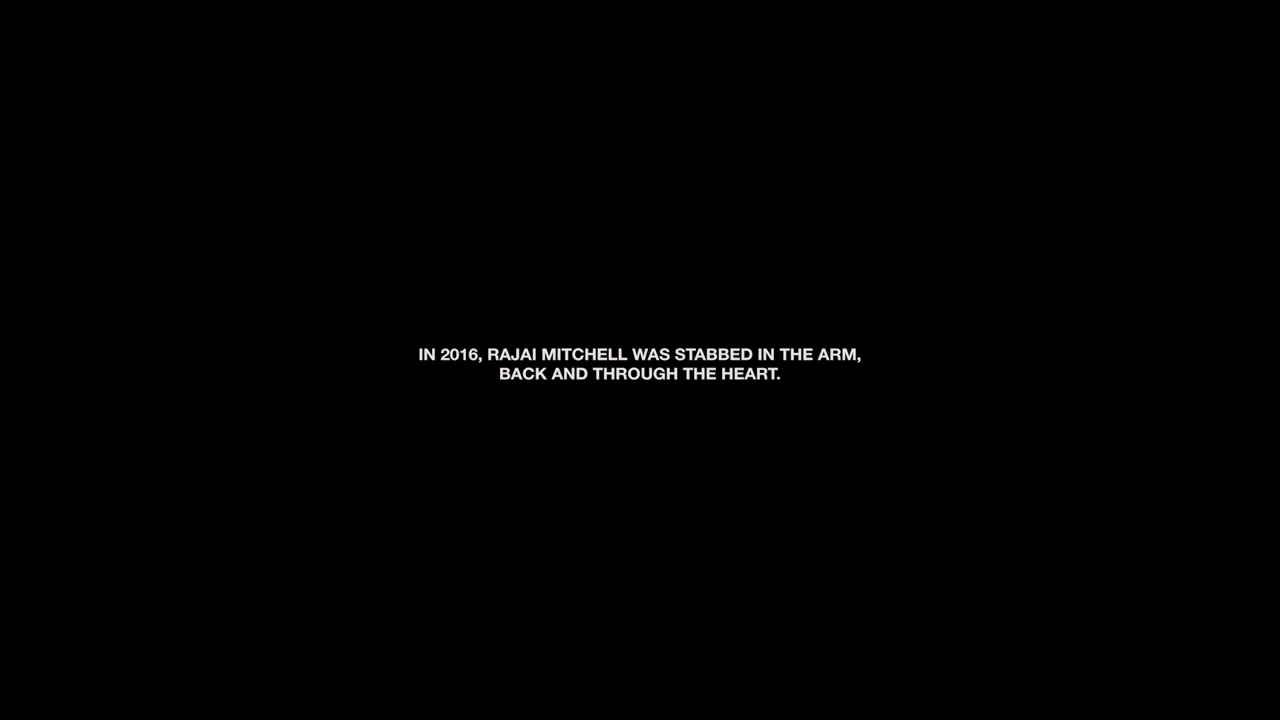 IN 2016, RAJAI MITCHELL WAS STABBED IN THE ARM,
BACK AND THROUGH THE HEART.